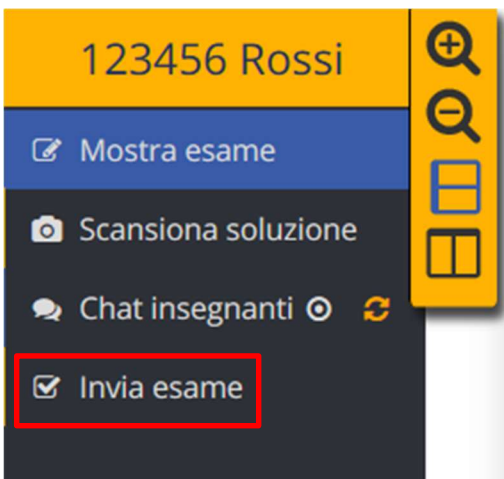 123456 Rossi
Mostra esame
Scansiona soluzione
Chat insegnanti
Invia esame